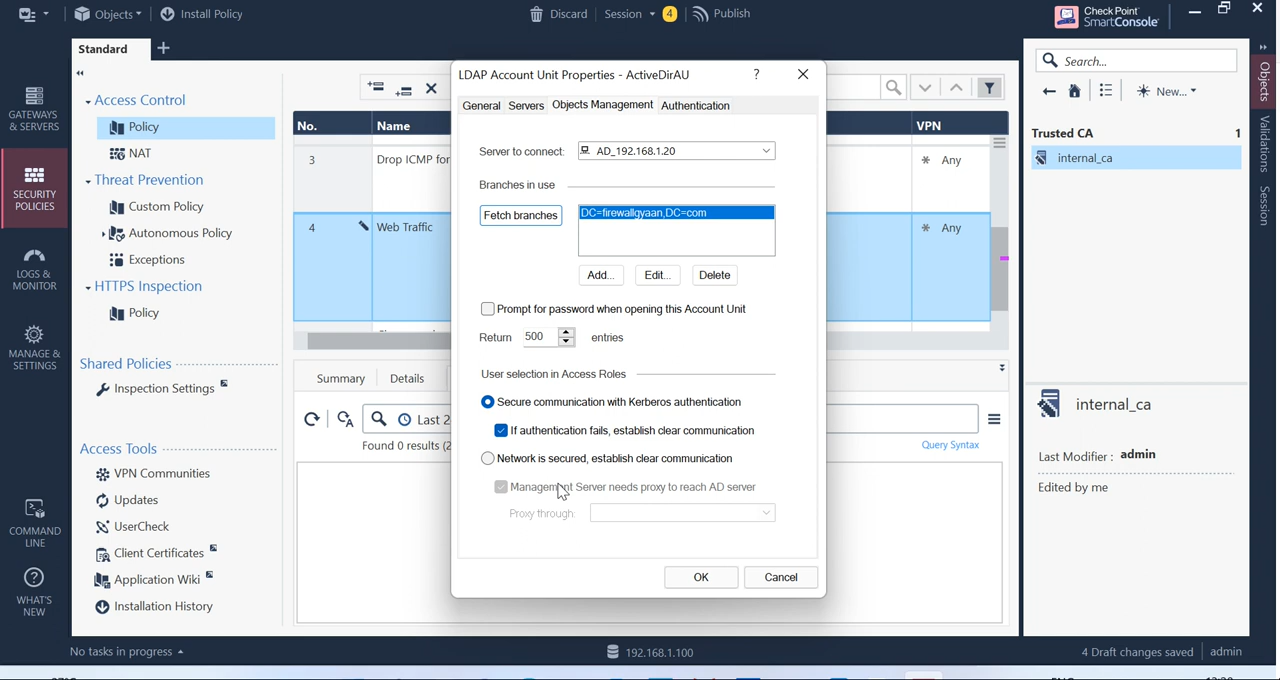 Objects
Install Policy
Discard
Session
4
Publish
Check Point
SmartConsole
Standard
GATEWAYS
& SERVERS
SECURITY
POLICIES
LOGS &
MONITOR
MANAGE &
SETTINGS
COMMAND
LINE
WHAT'S
NEW
Access Control
Policy
NAT
Threat Prevention
Custom Policy
Autonomous Policy
Exceptions
HTTPS Inspection
Policy
Shared Policies
Inspection Settings
Access Tools
VPN Communities
Updates
UserCheck
Client Certificates
Application Wiki
Installation History
No.
Name
VPN
3
Drop ICMP for
* Any
4
Web Traffic
* Any
Summary
Details
Last 2
Found 0 results (2
Query Syntax
LDAP Account Unit Properties - ActiveDirAU
?
General
Servers
Objects Management
Authentication
Server to connect:
AD_192.168.1.20
Branches in use
Fetch branches
DC=firewallgyaan,DC=com
Add...
Edit...
Delete
Prompt for password when opening this Account Unit
Return
500
entries
User selection in Access Roles
Secure communication with Kerberos authentication
If authentication fails, establish clear communication
Network is secured, establish clear communication
Management Server needs proxy to reach AD server
Proxy through:
OK
Cancel
Search...
New...
Trusted CA
1
internal_ca
internal_ca
Last Modifier :
admin
Edited by me
Objects
Validations
Session
No tasks in progress
192.168.1.100
4 Draft changes saved
admin